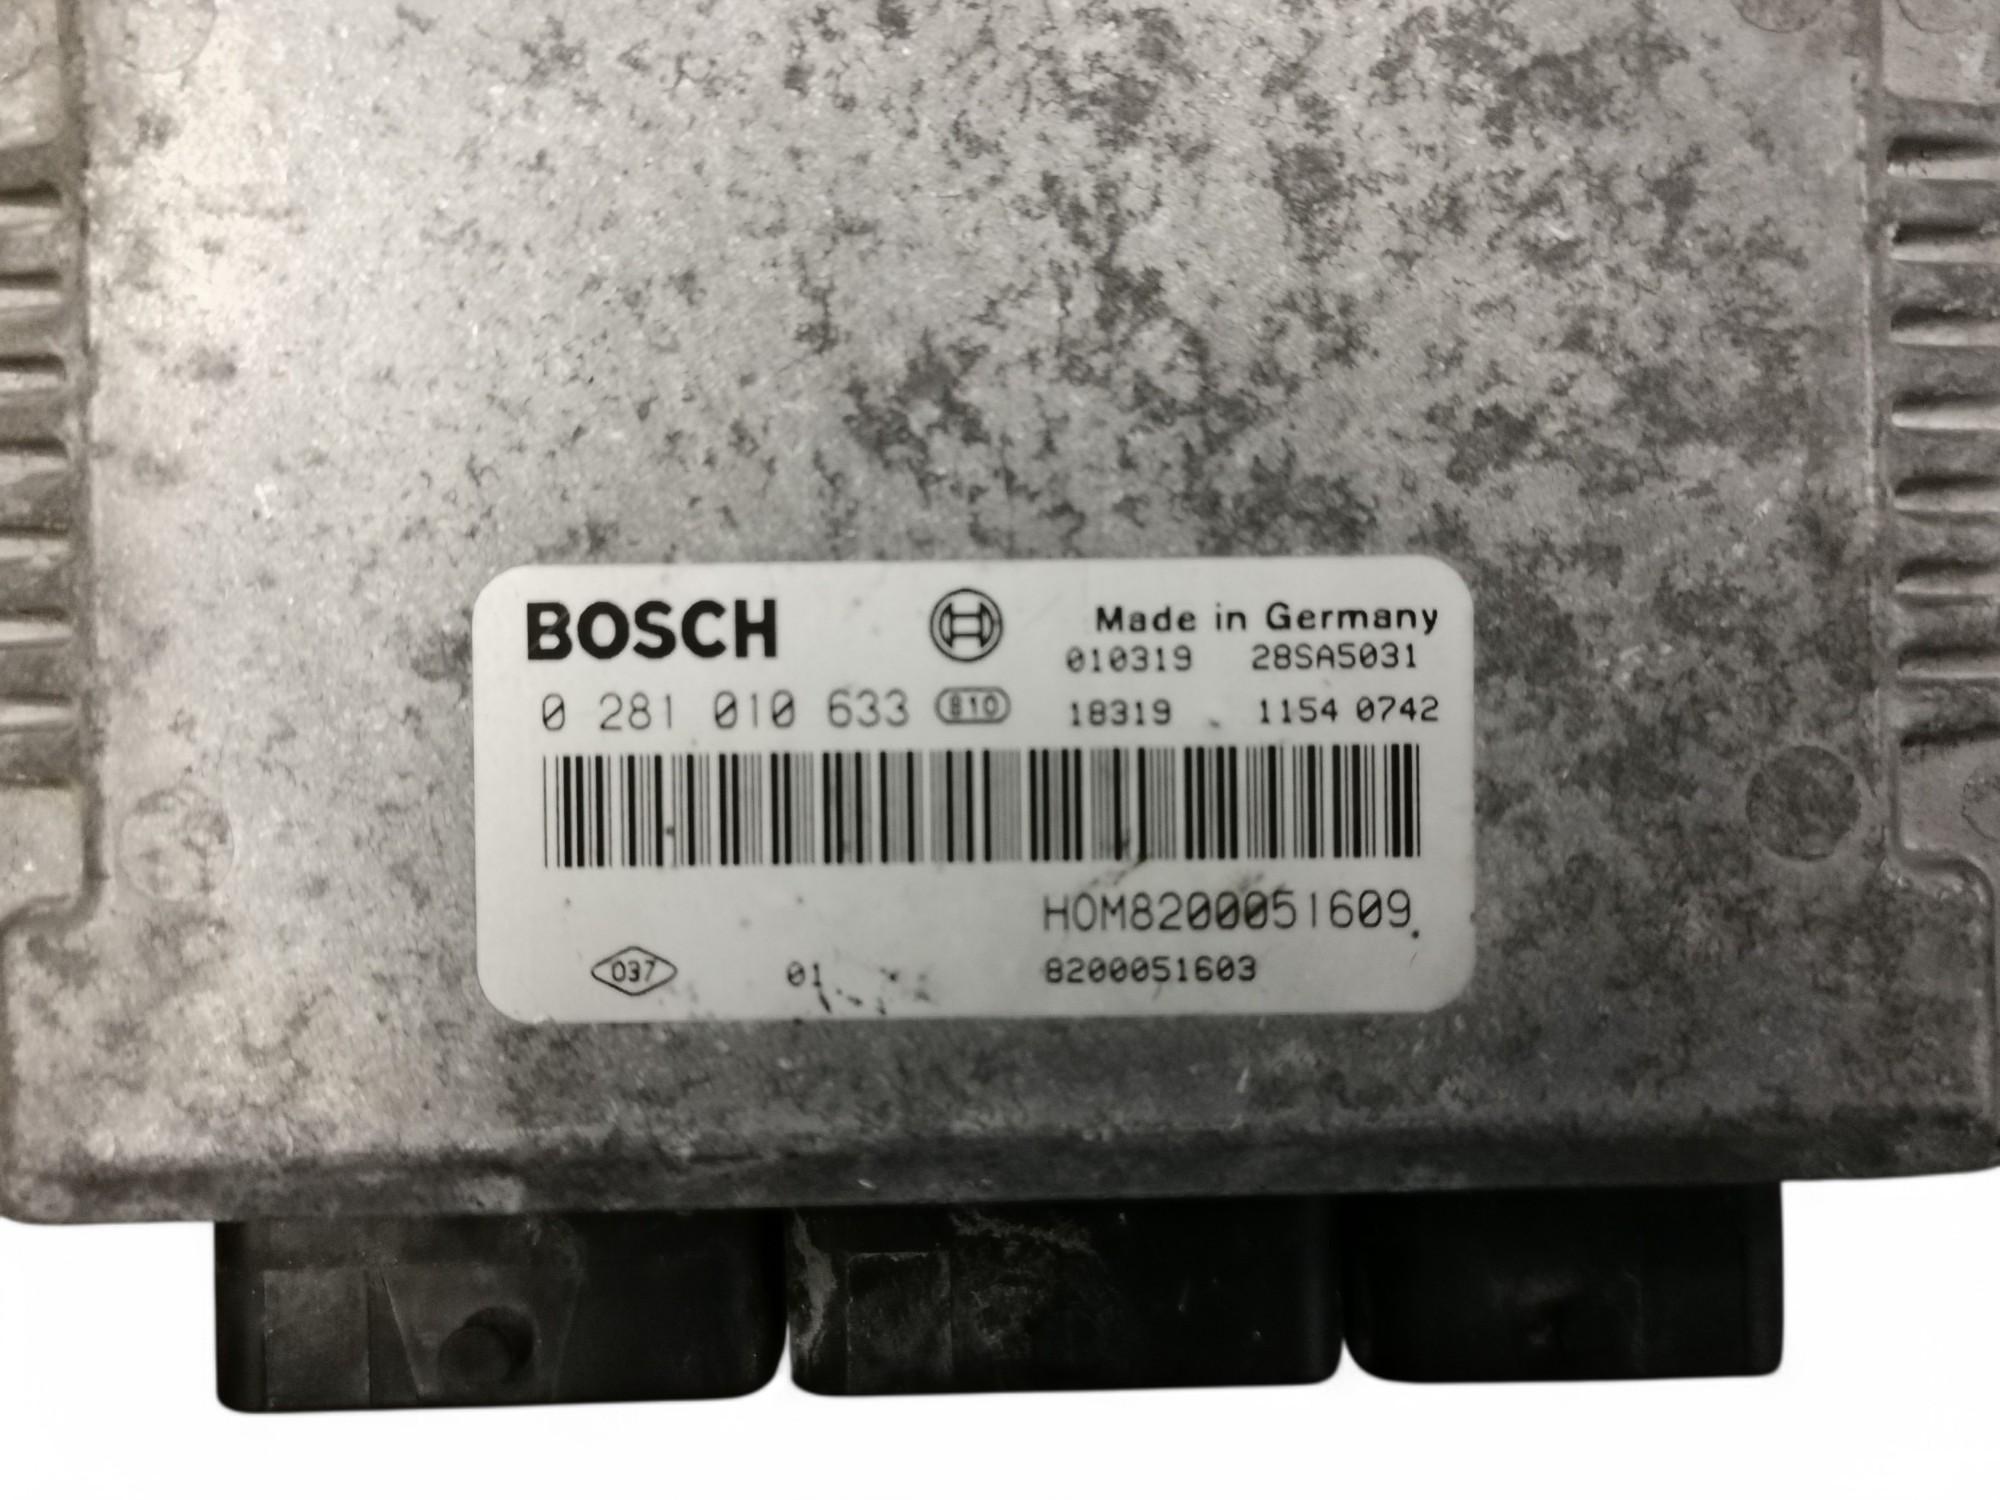 BOSCH
Made in Germany
010319 28SA5031
0 281 010 633 810 18319 1154 0742
HOM8200051609
037 01 8200051603